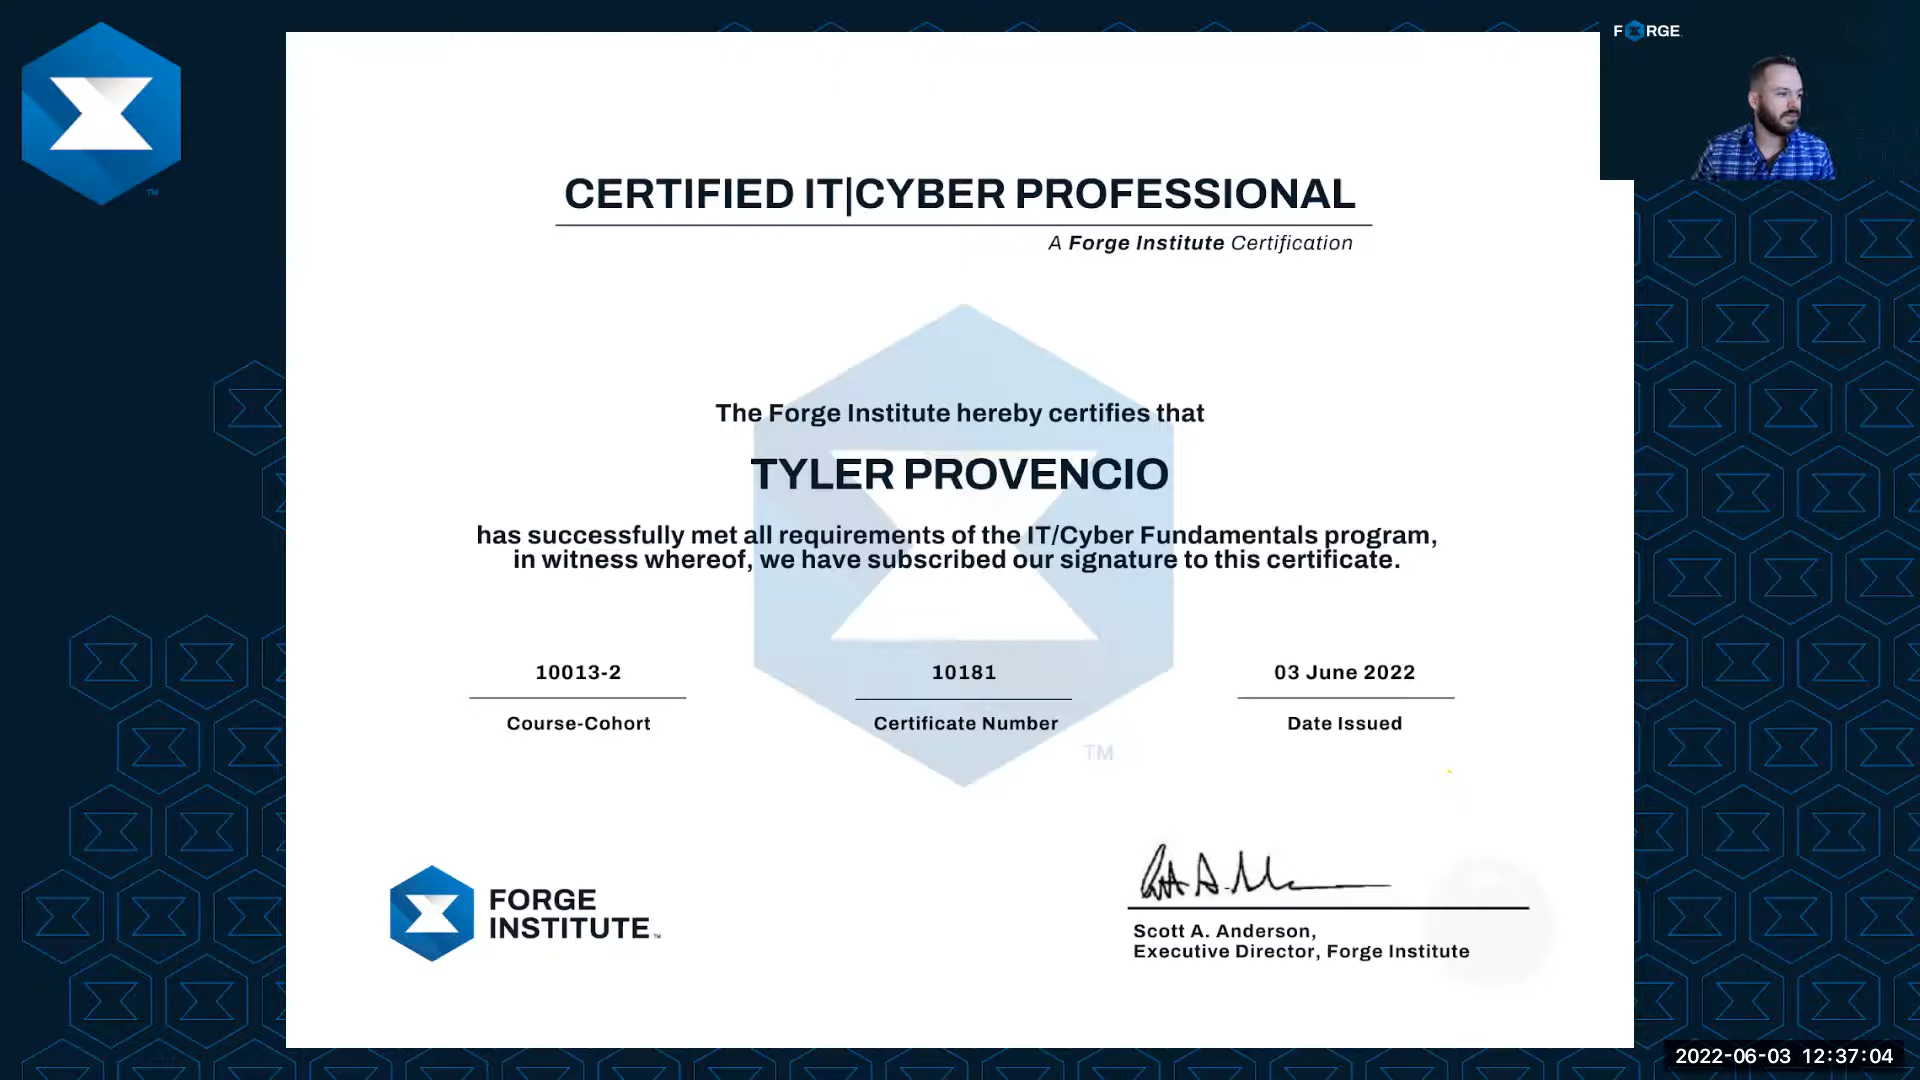 TM
F RGE
CERTIFIED IT|CYBER PROFESSIONAL
A Forge Institute Certification
The Forge Institute hereby certifies that
TYLER PROVENCIO
has successfully met all requirements of the IT/Cyber Fundamentals program,
in witness whereof, we have subscribed our signature to this certificate.
10013-2
Course-Cohort
10181
Certificate Number
03 June 2022
Date Issued
TM
FORGE
INSTITUTE TM
Scott A. Anderson,
Executive Director, Forge Institute
2022-06-03 12:37:04